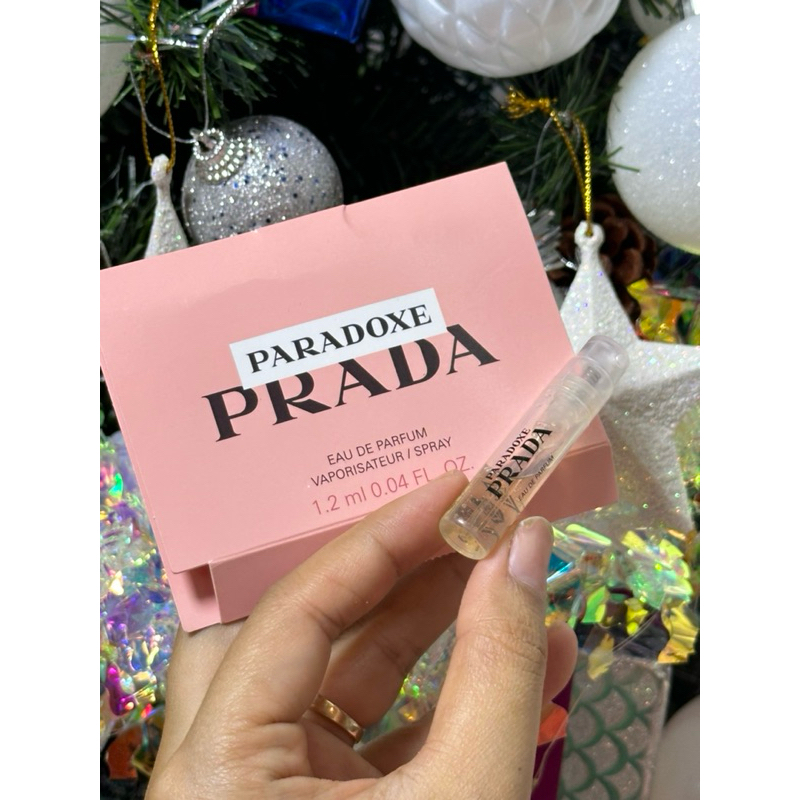 PARADOXE
PRADA
EAU DE PARFUM
VAPORISATEUR / SPRAY
1.2 ml 0.04 FL. OZ.
PARADOXE
PRADA
EAU DE PARFUM